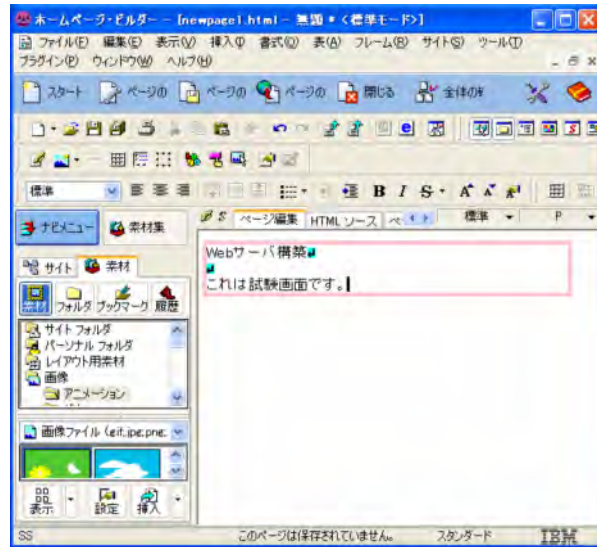 ホームページ・ビルダー - [newpage1.html - 無題 * <標準モード>]
ファイル(F) 編集(E) 表示(V) 挿入(I) 書式(O) 表(A) フレーム(R) サイト(S) ツール(T)
プラグイン(P) ウィンドウ(W) ヘルプ(H)
スタート ページの ページの ページの 閉じる 全体の
標準 B I S A A
ナビメニュー 素材集 ページ編集 HTML ソース 標準 P
サイト 素材
素材 フォルダ ブックマーク 履歴
サイト フォルダ
パーソナル フォルダ
レイアウト用素材
画像
アニメーション
画像ファイル
表示 設定 挿入
Webサーバ構築
これは試験画面です。
SS このページは保存されていません。 スタンダード IBM